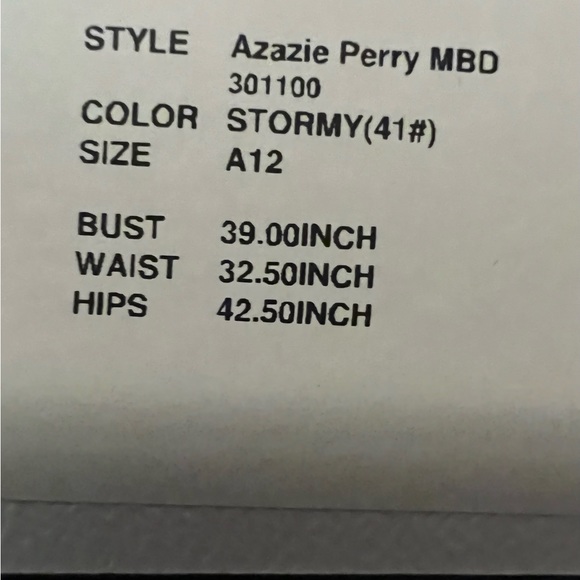 STYLE Azazie Perry MBD
301100
COLOR STORMY(41#)
SIZE A12
BUST 39.00INCH
WAIST 32.50INCH
HIPS 42.50INCH